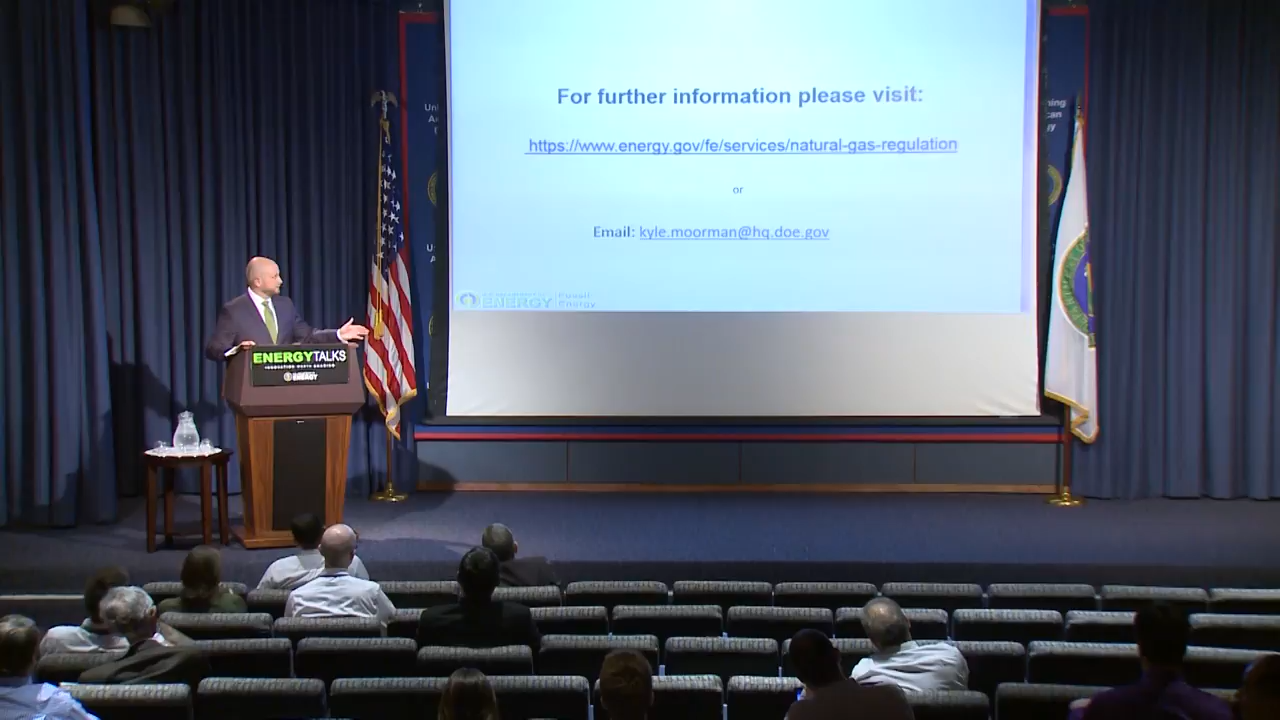 For further information please visit:
https://www.energy.gov/fe/services/natural-gas-regulation
or
Email: kyle.moorman@hq.doe.gov
ENERGY
Fossil
Energy
ENERGYTALKS
ENERGY